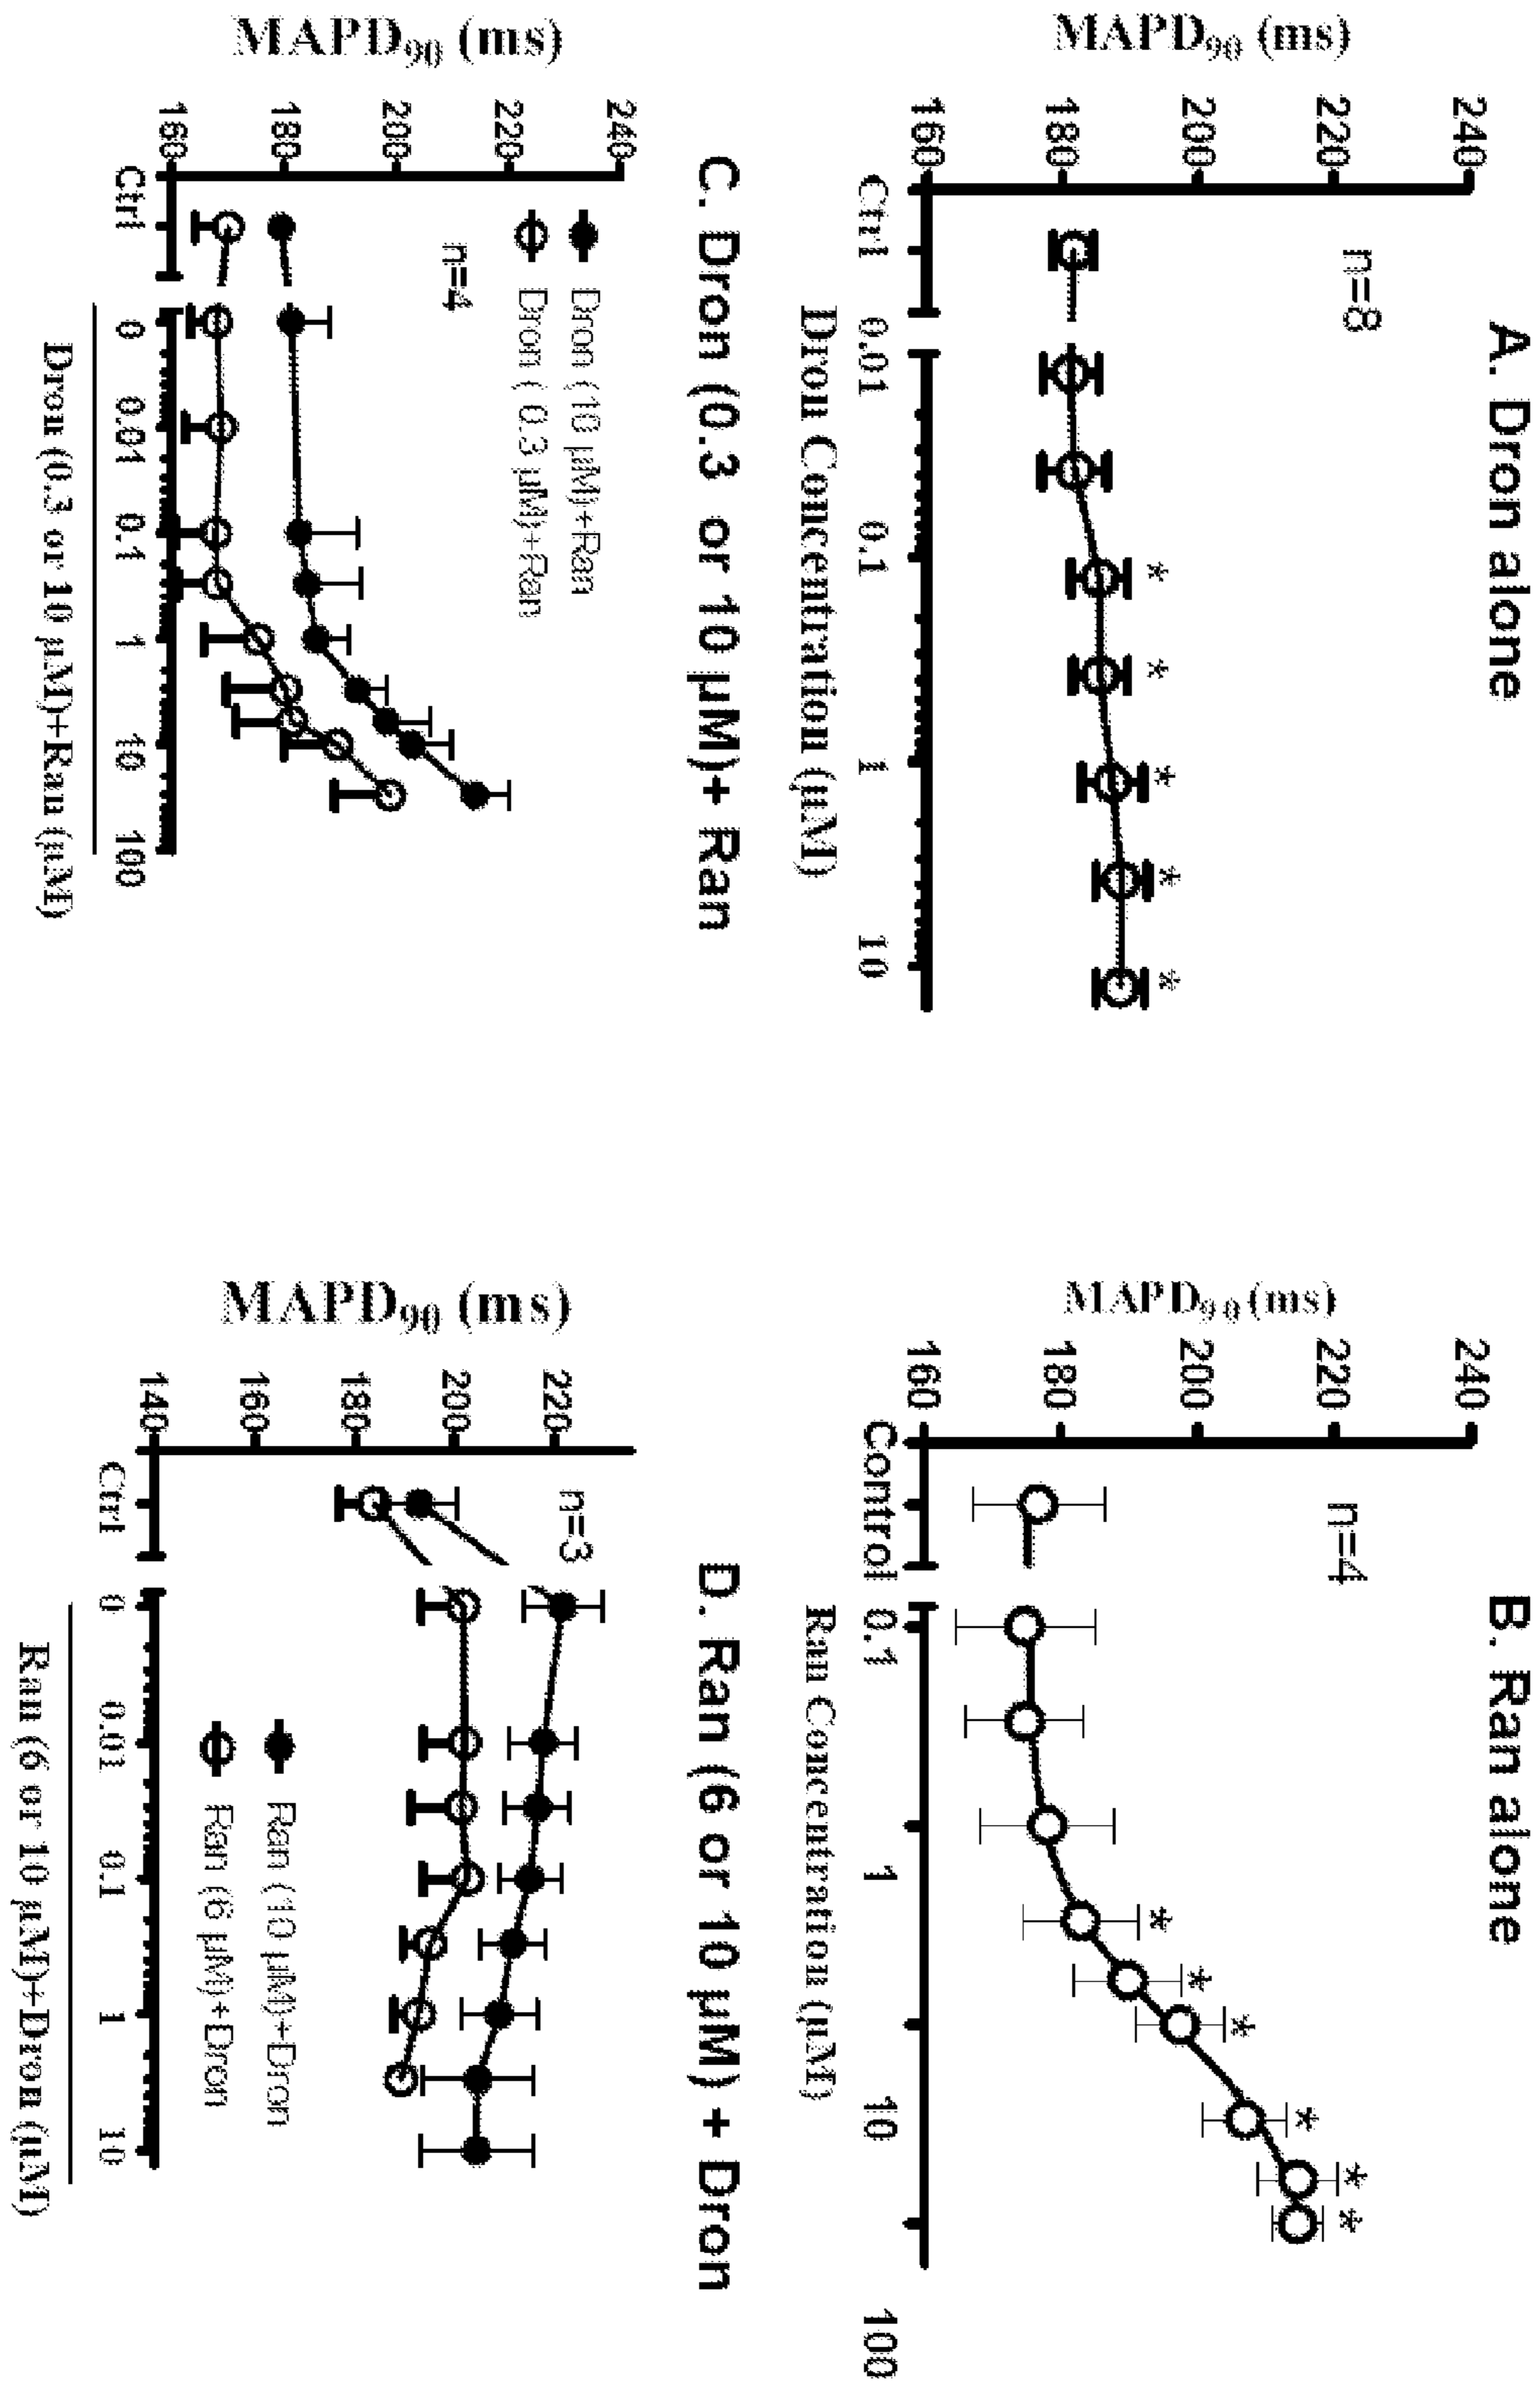 A. Dron alone
n=8
MAPD90 (ms)
240
220
200
180
160
Ctrl 0.01 0.1 1 10
Dron Concentration (µM)
* * * * *
B. Ran alone
n=4
MAPD90 (ms)
240
220
200
180
160
Control 0.1 1 10 100
Ran Concentration (µM)
* * * * * *
C. Dron (0.3 or 10 µM)+ Ran
MAPD90 (ms)
240
220
200
180
160
Dron (10 µM)+Ran
Dron ( 0.3 µM)+Ran
n=4
Ctrl 0 0.01 0.1 1 10 100
Dron (0.3 or 10 µM)+Ran (µM)
D. Ran (6 or 10 µM) + Dron
MAPD90 (ms)
n=3
220
200
180
160
140
Ran (10 µM)+Dron
Ran (6 µM)+Dron
Ctrl 0 0.01 0.1 1 10
Ran (6 or 10 µM)+Dron (µM)